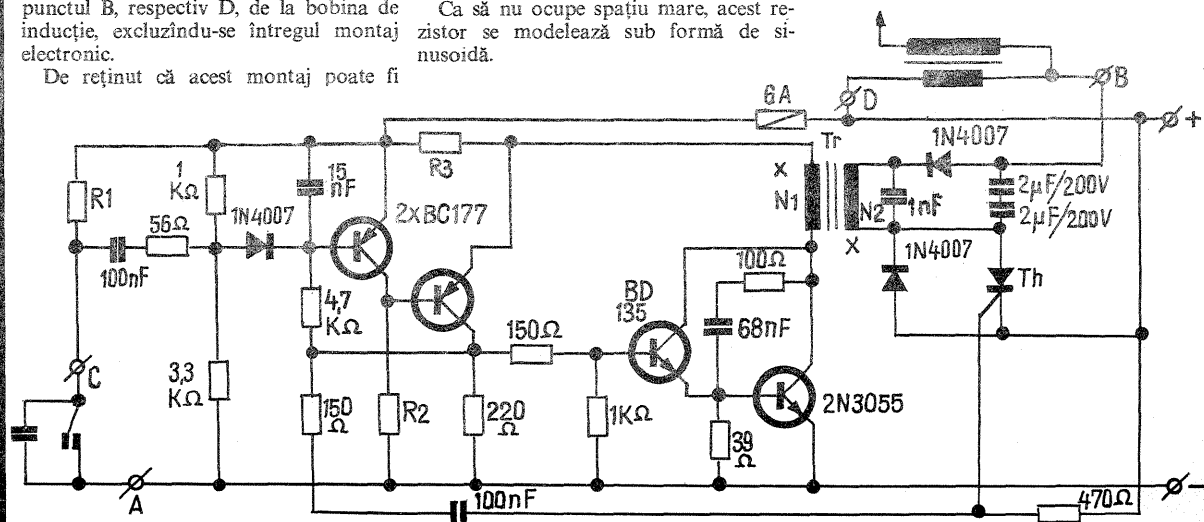 punctul B, respectiv D, de la bobina de
inducție, excluzîndu-se întregul montaj
electronic.
De reținut că acest montaj poate fi
Ca să nu ocupe spațiu mare, acest re-
zistor se modelează sub formă de si-
nusoidă.
B
D
6A
+
Tr
1N4007
R1
1
KΩ
15
nF
R3
X
N1
N2
1nF
2µF/200V
2µF/200V
56Ω
1N4007
2xBC177
X
1N4007
100nF
100Ω
Th
4,7
KΩ
BD
135
68nF
150Ω
C
3,3
KΩ
150
Ω
R2
220
Ω
1KΩ
2N3055
39
Ω
A
100nF
470Ω
−